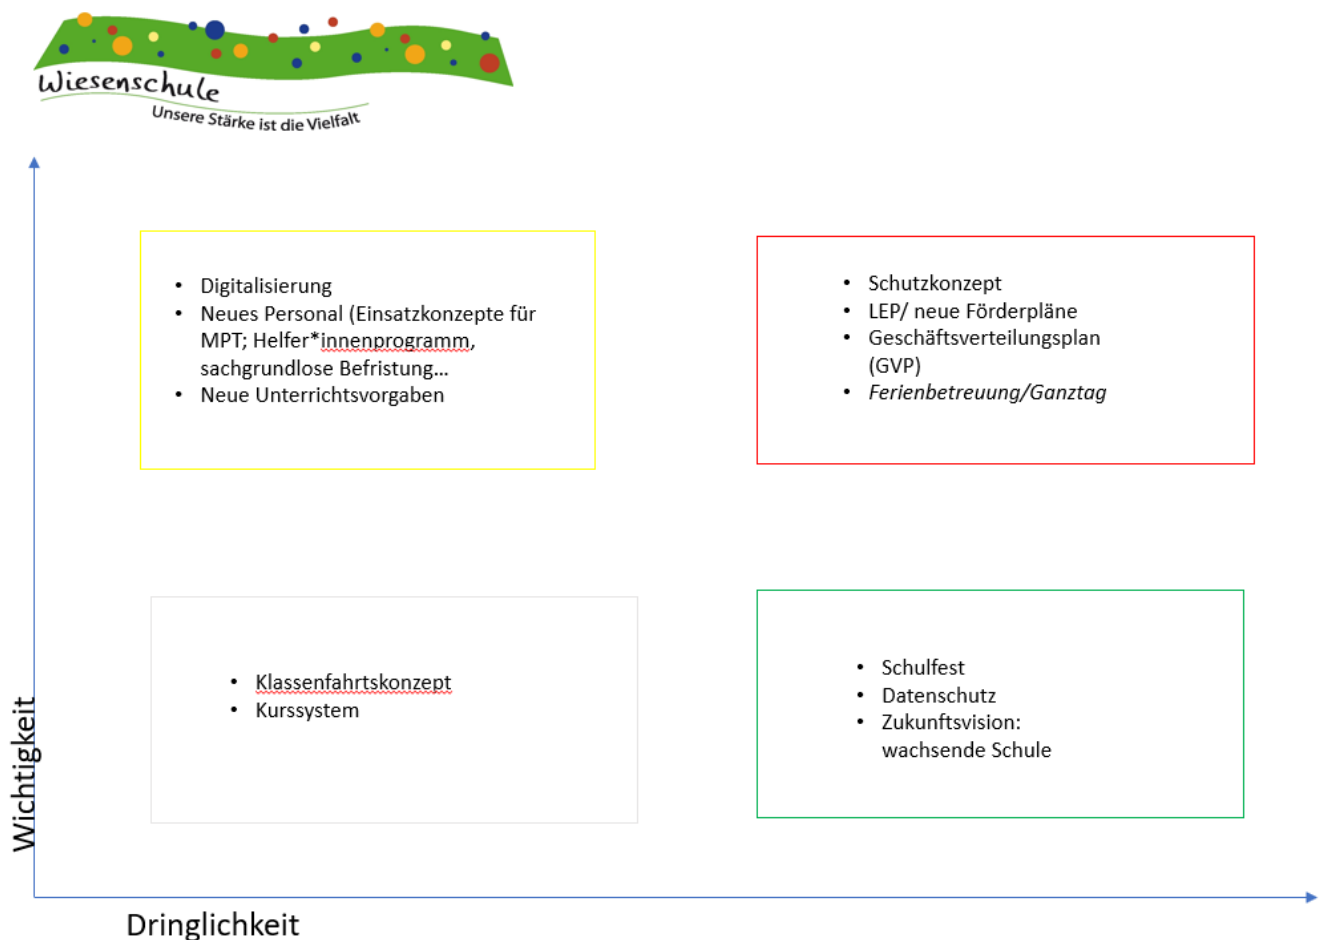 Wiesenschule
Unsere Stärke ist die Vielfalt
• Digitalisierung
• Neues Personal (Einsatzkonzepte für
MPT; Helfer*innenprogramm,
sachgrundlose Befristung…
• Neue Unterrichtsvorgaben
• Schutzkonzept
• LEP/ neue Förderpläne
• Geschäftsverteilungsplan
(GVP)
• Ferienbetreuung/Ganztag
• Klassenfahrtskonzept
• Kurssystem
• Schulfest
• Datenschutz
• Zukunftsvision:
wachsende Schule
Wichtigkeit
Dringlichkeit